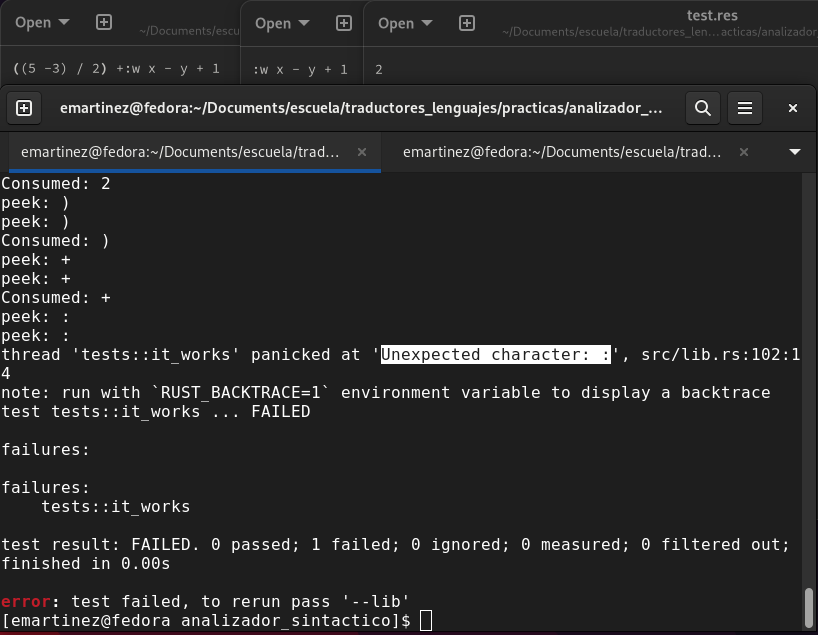 Open
~/Documents/escu
Open
Open
test.res
~/Documents/escuela/traductores_len…acticas/analizador
((5 -3) / 2) +:w x - y + 1
:w x - y + 1
2
emartinez@fedora:~/Documents/escuela/traductores_lenguajes/practicas/analizador_...
emartinez@fedora:~/Documents/escuela/trad...
emartinez@fedora:~/Documents/escuela/trad...
Consumed: 2
peek: )
peek: )
Consumed: )
peek: +
peek: +
Consumed: +
peek: :
peek: :
thread 'tests::it_works' panicked at 'Unexpected character: :', src/lib.rs:102:1
4
note: run with `RUST_BACKTRACE=1` environment variable to display a backtrace
test tests::it_works ... FAILED
failures:
failures:
    tests::it_works
test result: FAILED. 0 passed; 1 failed; 0 ignored; 0 measured; 0 filtered out;
finished in 0.00s
error: test failed, to rerun pass '--lib'
[emartinez@fedora analizador_sintactico]$